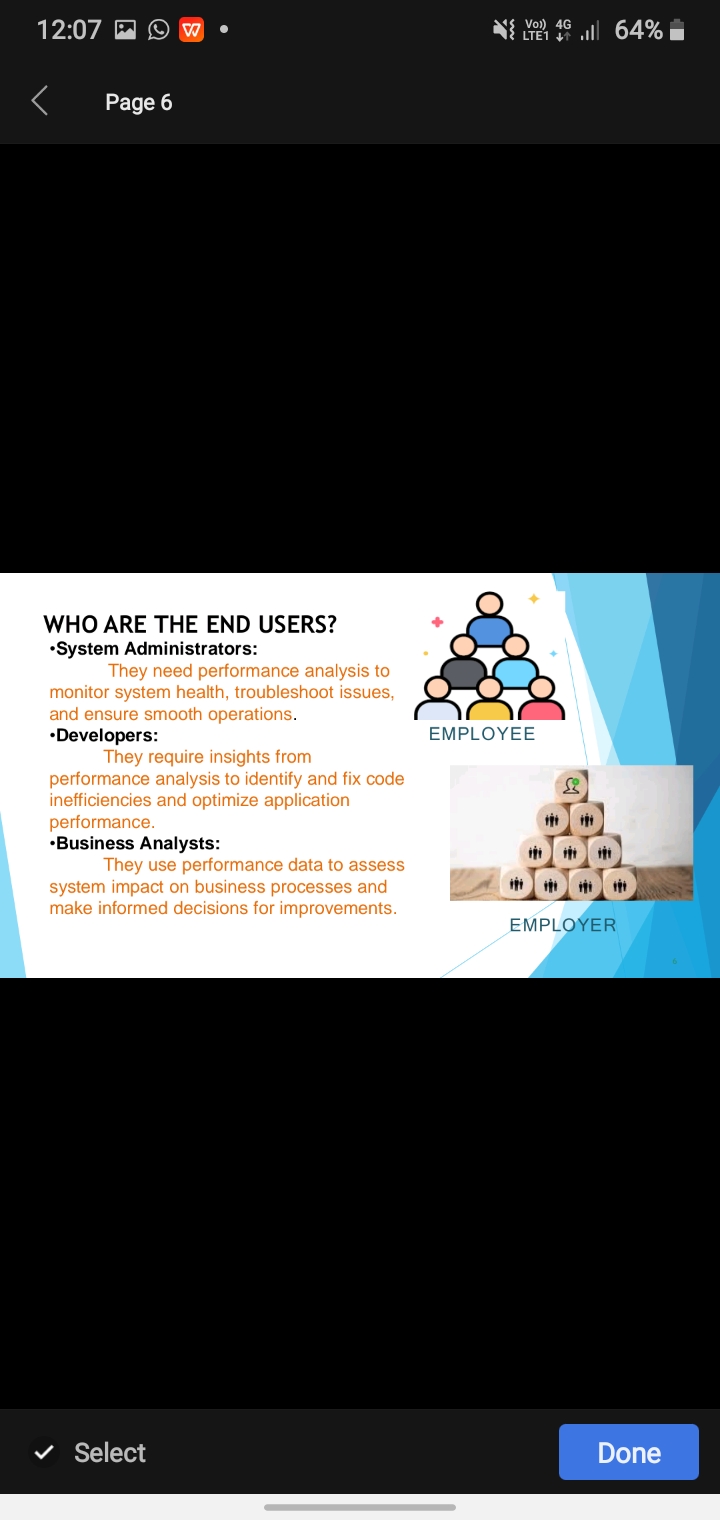 12:07
Vo)) 4G
LTE1
64%
Page 6
WHO ARE THE END USERS?
•System Administrators:
They need performance analysis to
monitor system health, troubleshoot issues,
and ensure smooth operations.
•Developers:
They require insights from
performance analysis to identify and fix code
inefficiencies and optimize application
performance.
•Business Analysts:
They use performance data to assess
system impact on business processes and
make informed decisions for improvements.
EMPLOYEE
EMPLOYER
Select
Done